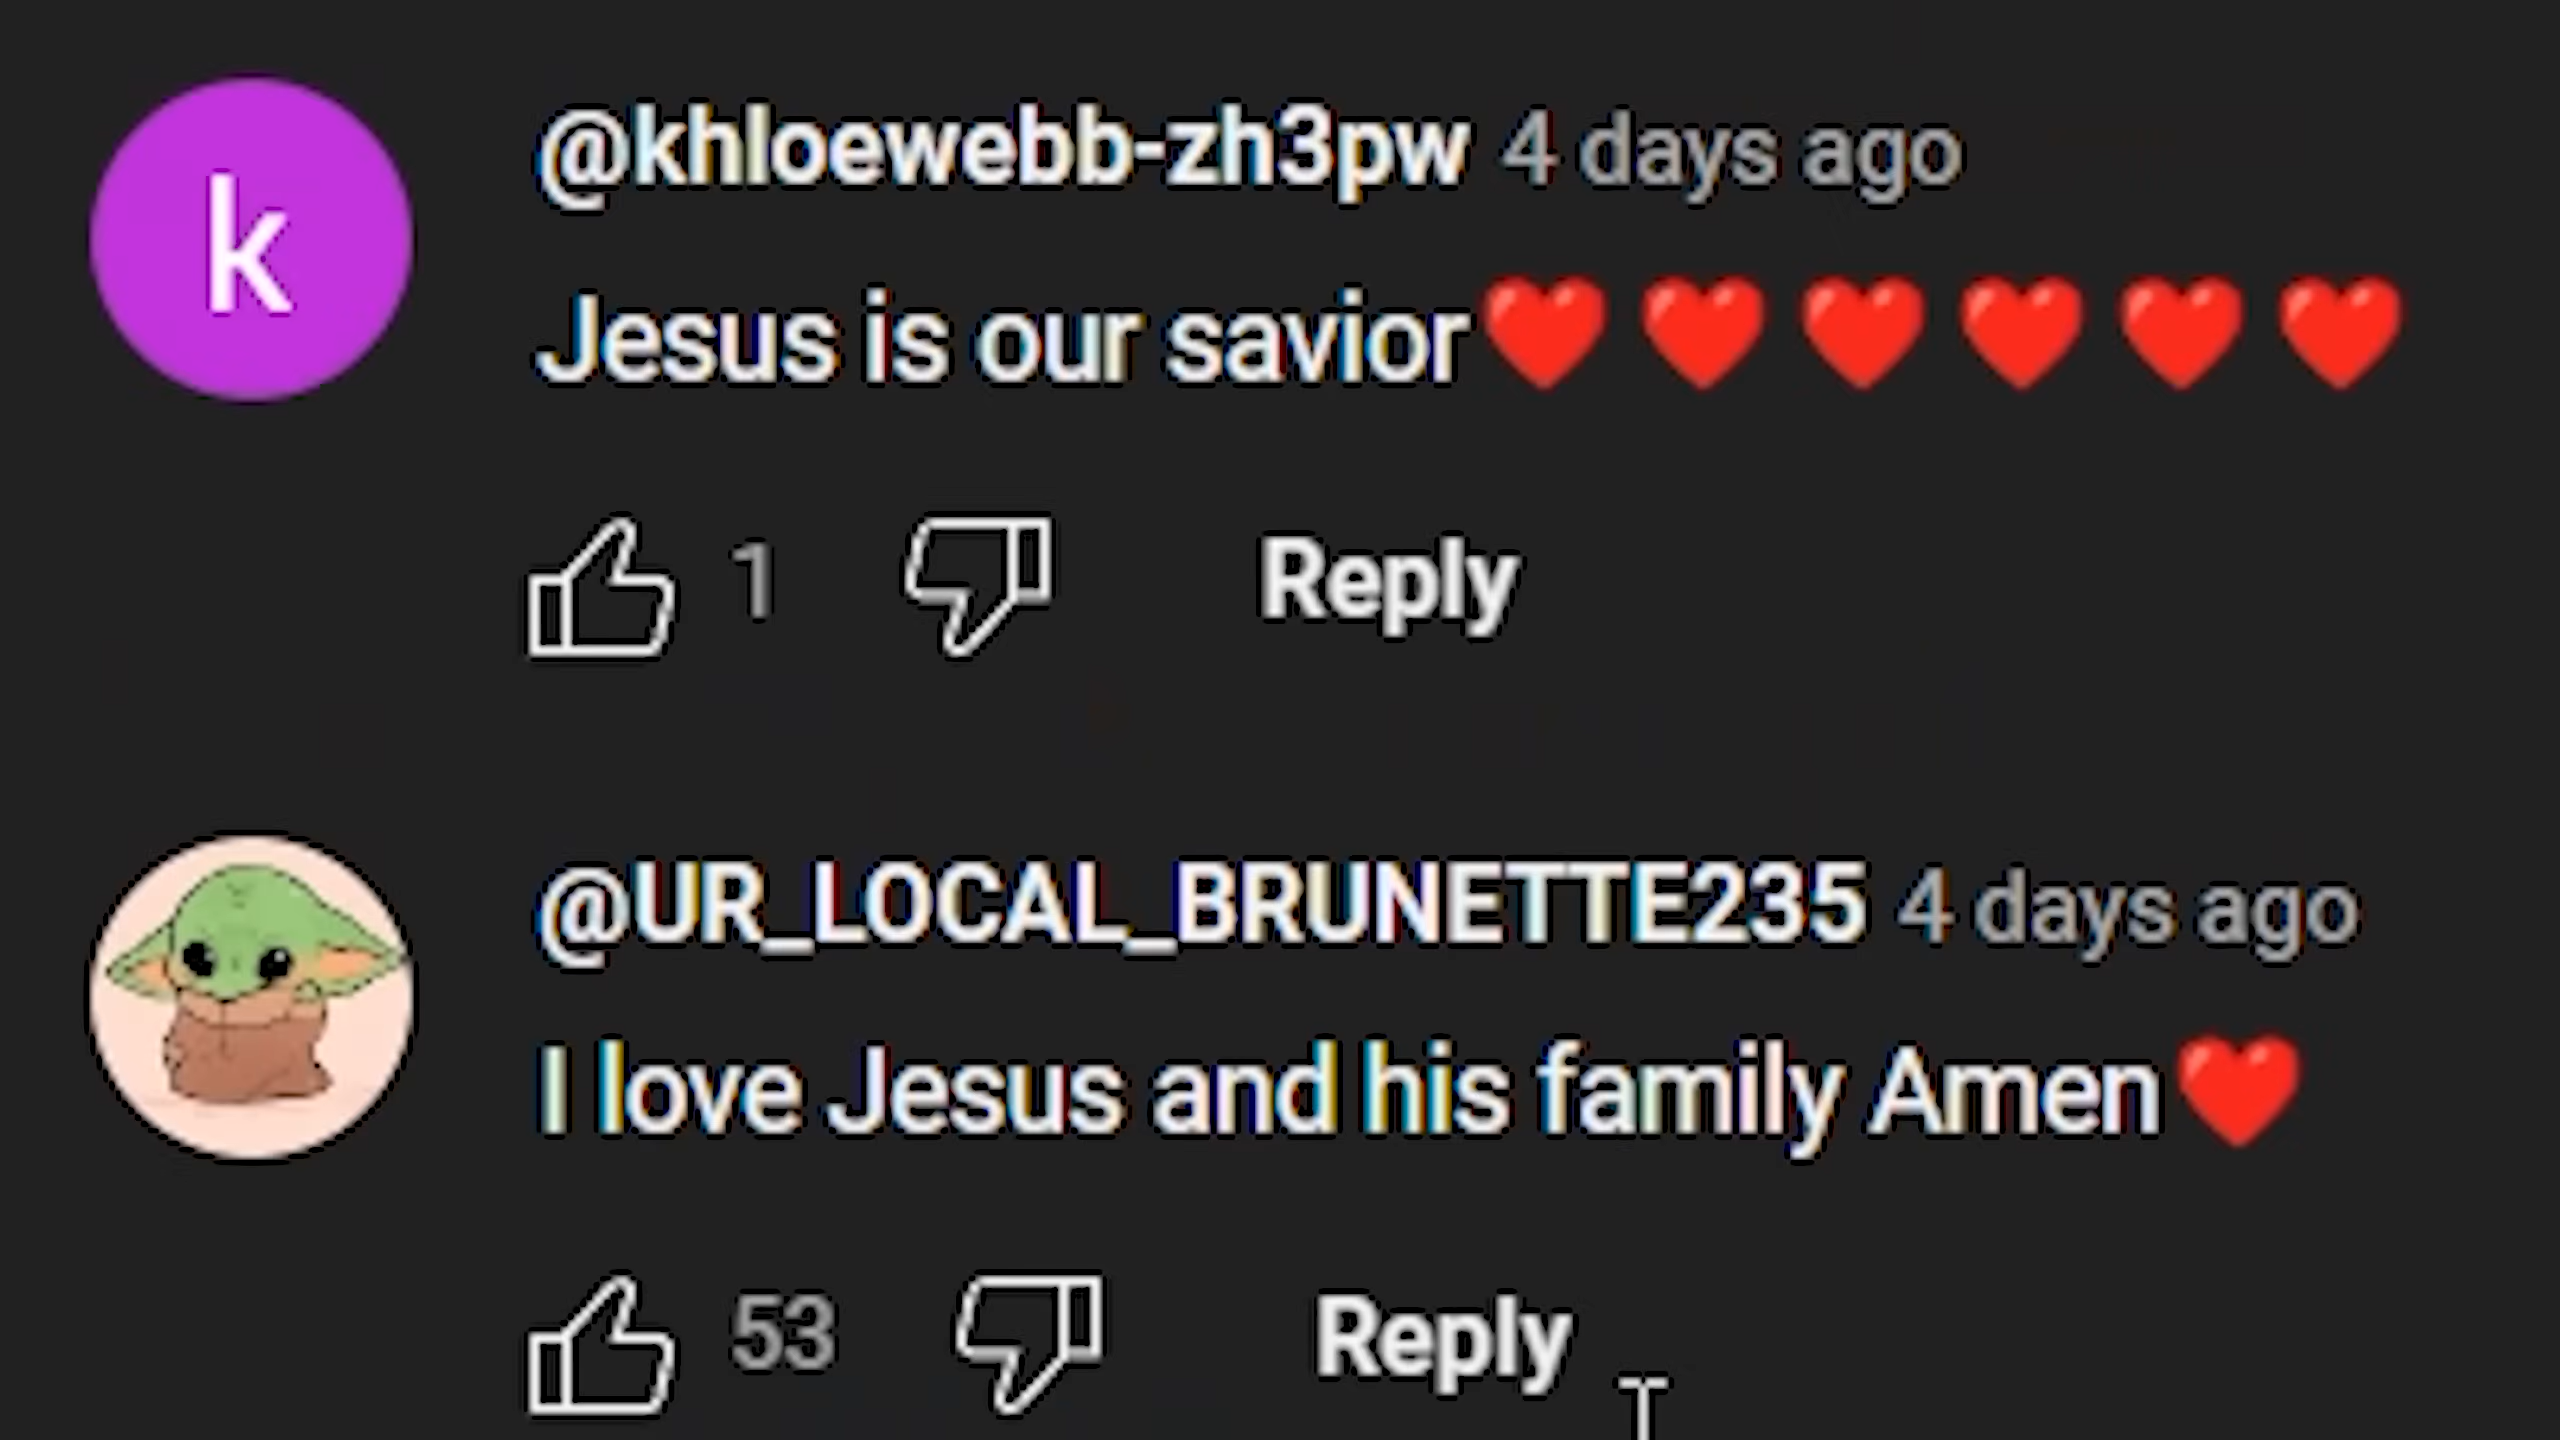 k
@khloewebb-zh3pw 4 days ago
Jesus is our savior❤️❤️❤️❤️❤️❤️
1 Reply
@UR_LOCAL_BRUNETTE235 4 days ago
I love Jesus and his family Amen❤️
53 Reply